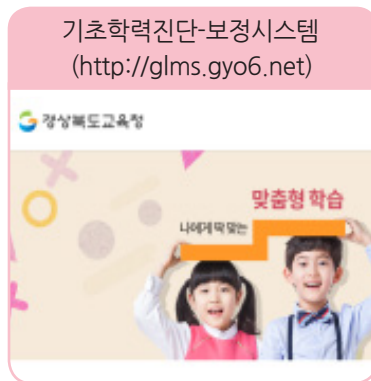 기초학력진단-보정시스템
(http://glms.gyo6.net)
경상북도교육청
맞춤형 학습
나에게 딱 맞는